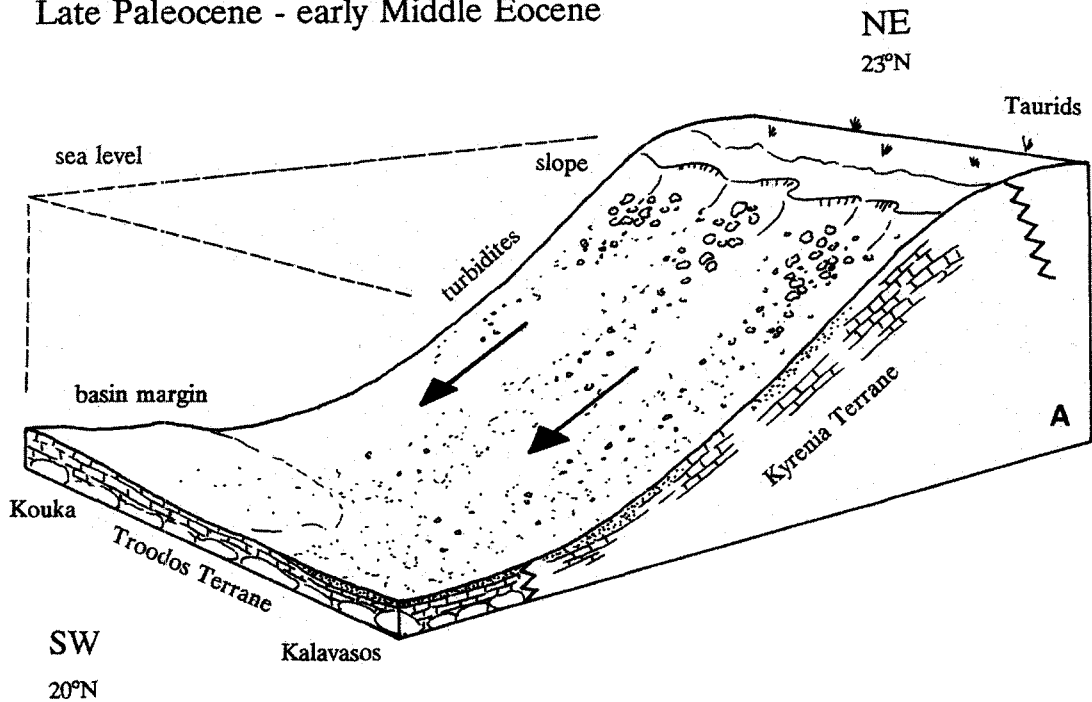 Late Paleocene - early Middle Eocene
NE
23°N
Taurids
sea level
slope
turbidites
basin margin
A
Kyrenia Terrane
Kouka
Troodos Terrane
Kalavasos
SW
20°N